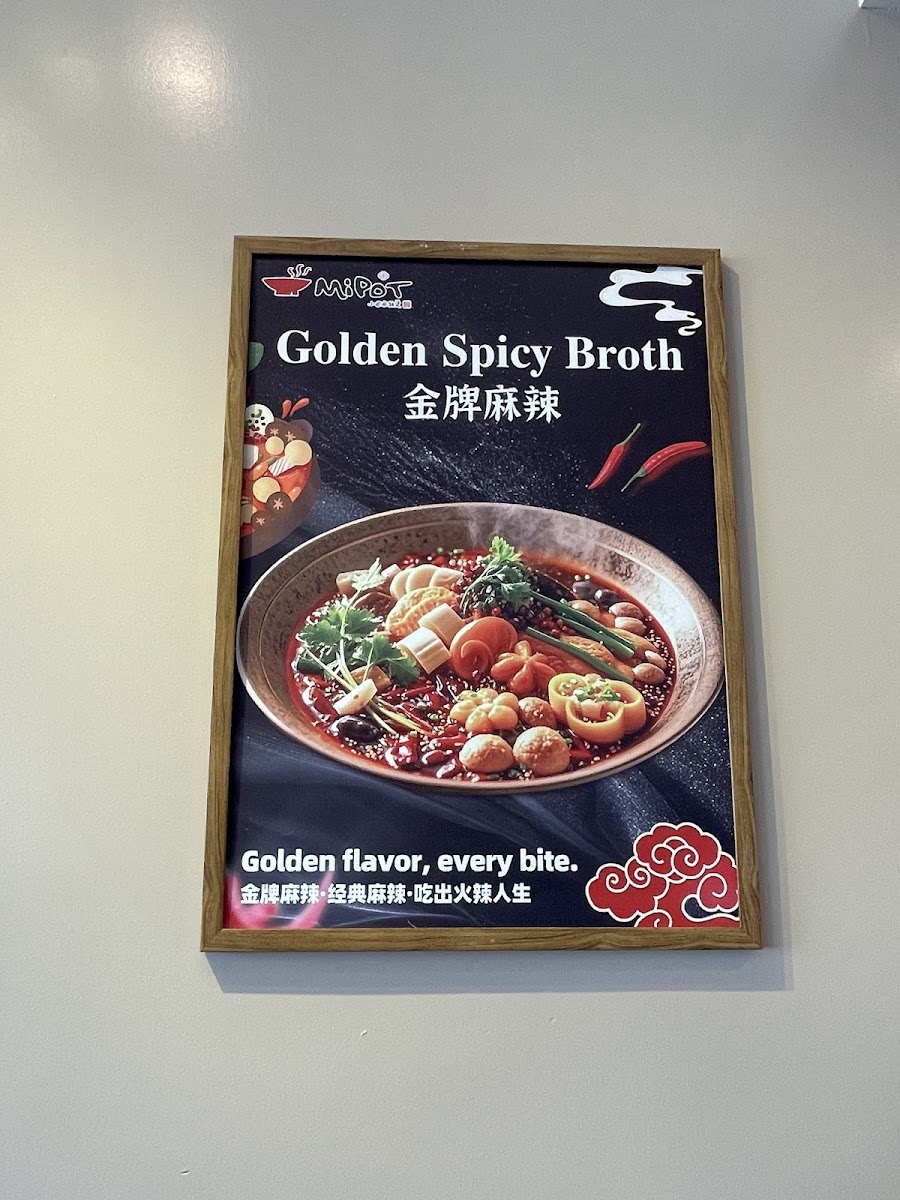 MiPOT
Golden Spicy Broth
金牌麻辣
Golden flavor, every bite.
金牌麻辣·经典麻辣·吃出火辣人生